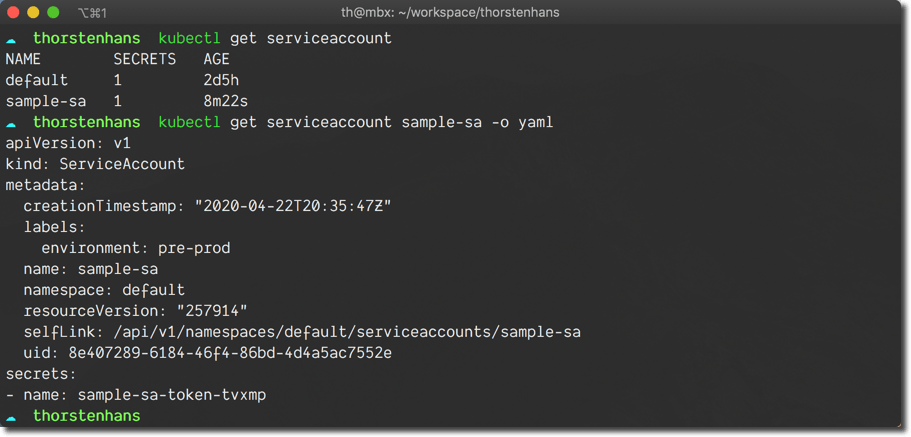 ⌥⌘1
th@mbx: ~/workspace/thorstenhans
thorstenhans kubectl get serviceaccount
NAME SECRETS AGE
default 1 2d5h
sample-sa 1 8m22s
thorstenhans kubectl get serviceaccount sample-sa -o yaml
apiVersion: v1
kind: ServiceAccount
metadata:
  creationTimestamp: "2020-04-22T20:35:47Z"
  labels:
    environment: pre-prod
  name: sample-sa
  namespace: default
  resourceVersion: "257914"
  selfLink: /api/v1/namespaces/default/serviceaccounts/sample-sa
  uid: 8e407289-6184-46f4-86bd-4d4a5ac7552e
secrets:
- name: sample-sa-token-tvxmp
thorstenhans